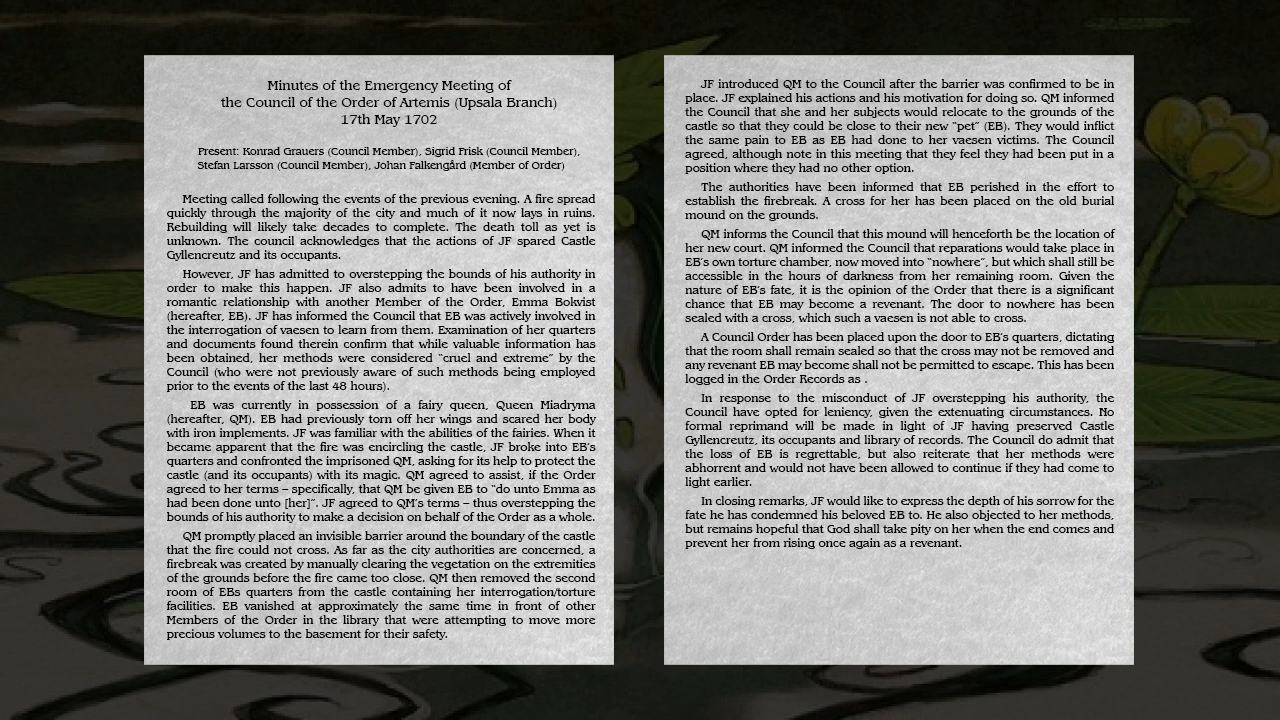 Minutes of the Emergency Meeting of
the Council of the Order of Artemis (Upsala Branch)
17th May 1702
Present: Konrad Grauers (Council Member), Sigrid Frisk (Council Member),
Stefan Larsson (Council Member), Johan Falkengård (Member of Order)
Meeting called following the events of the previous evening. A fire spread
quickly through the majority of the city and much of it now lays in ruins.
Rebuilding will likely take decades to complete. The death toll as yet is
unknown. The council acknowledges that the actions of JF spared Castle
Gyllencreutz and its occupants.
However, JF has admitted to overstepping the bounds of his authority in
order to make this happen. JF also admits to have been involved in a
romantic relationship with another Member of the Order, Emma Bokvist
(hereafter, EB). JF has informed the Council that EB was actively involved in
the interrogation of vaesen to learn from them. Examination of her quarters
and documents found therein confirm that while valuable information has
been obtained, her methods were considered “cruel and extreme” by the
Council (who were not previously aware of such methods being employed
prior to the events of the last 48 hours).
EB was currently in possession of a fairy queen, Queen Miadryma
(hereafter, QM). EB had previously torn off her wings and scared her body
with iron implements. JF was familiar with the abilities of the fairies. When it
became apparent that the fire was encircling the castle, JF broke into EB’s
quarters and confronted the imprisoned QM, asking for its help to protect the
castle (and its occupants) with its magic. QM agreed to assist, if the Order
agreed to her terms – specifically, that QM be given EB to “do unto Emma as
had been done unto [her]”. JF agreed to QM’s terms – thus overstepping the
bounds of his authority to make a decision on behalf of the Order as a whole.
QM promptly placed an invisible barrier around the boundary of the castle
that the fire could not cross. As far as the city authorities are concerned, a
firebreak was created by manually clearing the vegetation on the extremities
of the grounds before the fire came too close. QM then removed the second
room of EBs quarters from the castle containing her interrogation/torture
facilities. EB vanished at approximately the same time in front of other
Members of the Order in the library that were attempting to move more
precious volumes to the basement for their safety.
JF introduced QM to the Council after the barrier was confirmed to be in
place. JF explained his actions and his motivation for doing so. QM informed
the Council that she and her subjects would relocate to the grounds of the
castle so that they could be close to their new “pet” (EB). They would inflict
the same pain to EB as EB had done to her vaesen victims. The Council
agreed, although note in this meeting that they feel they had been put in a
position where they had no other option.
The authorities have been informed that EB perished in the effort to
establish the firebreak. A cross for her has been placed on the old burial
mound on the grounds.
QM informs the Council that this mound will henceforth be the location of
her new court. QM informed the Council that reparations would take place in
EB’s own torture chamber, now moved into “nowhere”, but which shall still be
accessible in the hours of darkness from her remaining room. Given the
nature of EB’s fate, it is the opinion of the Order that there is a significant
chance that EB may become a revenant. The door to nowhere has been
sealed with a cross, which such a vaesen is not able to cross.
A Council Order has been placed upon the door to EB’s quarters, dictating
that the room shall remain sealed so that the cross may not be removed and
any revenant EB may become shall not be permitted to escape. This has been
logged in the Order Records as .
In response to the misconduct of JF overstepping his authority, the
Council have opted for leniency, given the extenuating circumstances. No
formal reprimand will be made in light of JF having preserved Castle
Gyllencreutz, its occupants and library of records. The Council do admit that
the loss of EB is regrettable, but also reiterate that her methods were
abhorrent and would not have been allowed to continue if they had come to
light earlier.
In closing remarks, JF would like to express the depth of his sorrow for the
fate he has condemned his beloved EB to. He also objected to her methods,
but remains hopeful that God shall take pity on her when the end comes and
prevent her from rising once again as a revenant.